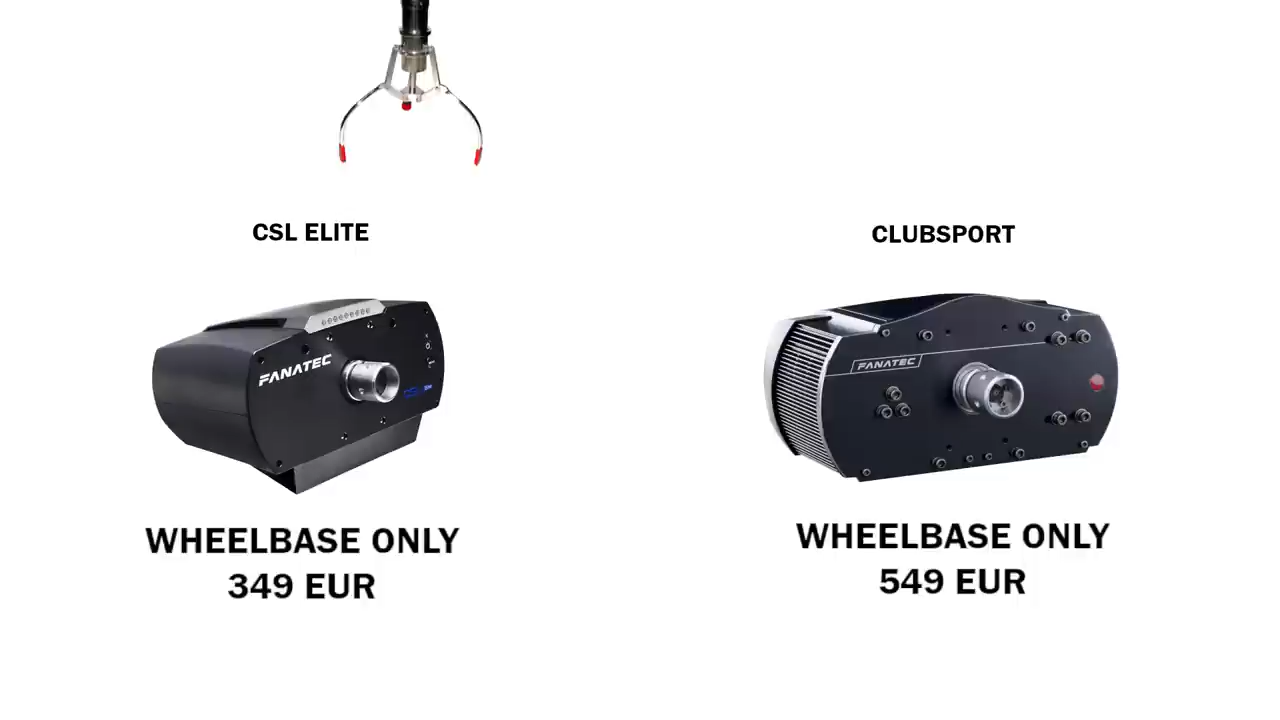 CSL ELITE
CLUBSPORT
FANATEC
FANATEC
WHEELBASE ONLY
349 EUR
WHEELBASE ONLY
549 EUR